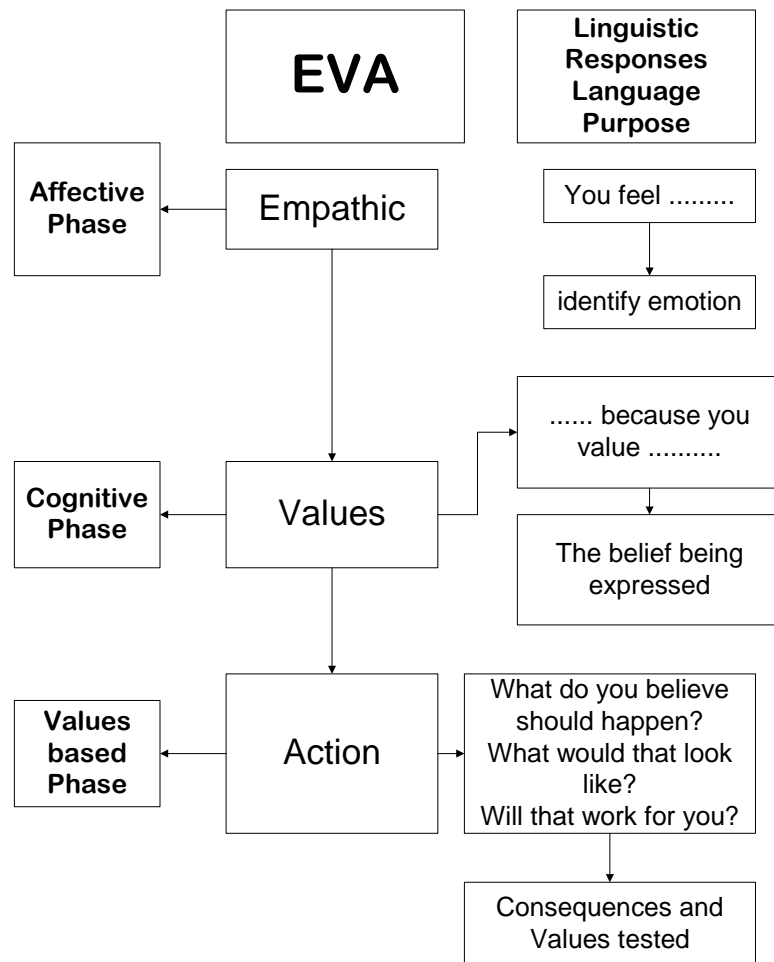 EVA
Linguistic
Responses
Language
Purpose
Affective
Phase
Empathic
You feel .........
identify emotion
Cognitive
Phase
Values
...... because you
value ..........
The belief being
expressed
Values
based
Phase
Action
What do you believe
should happen?
What would that look
like?
Will that work for you?
Consequences and
Values tested